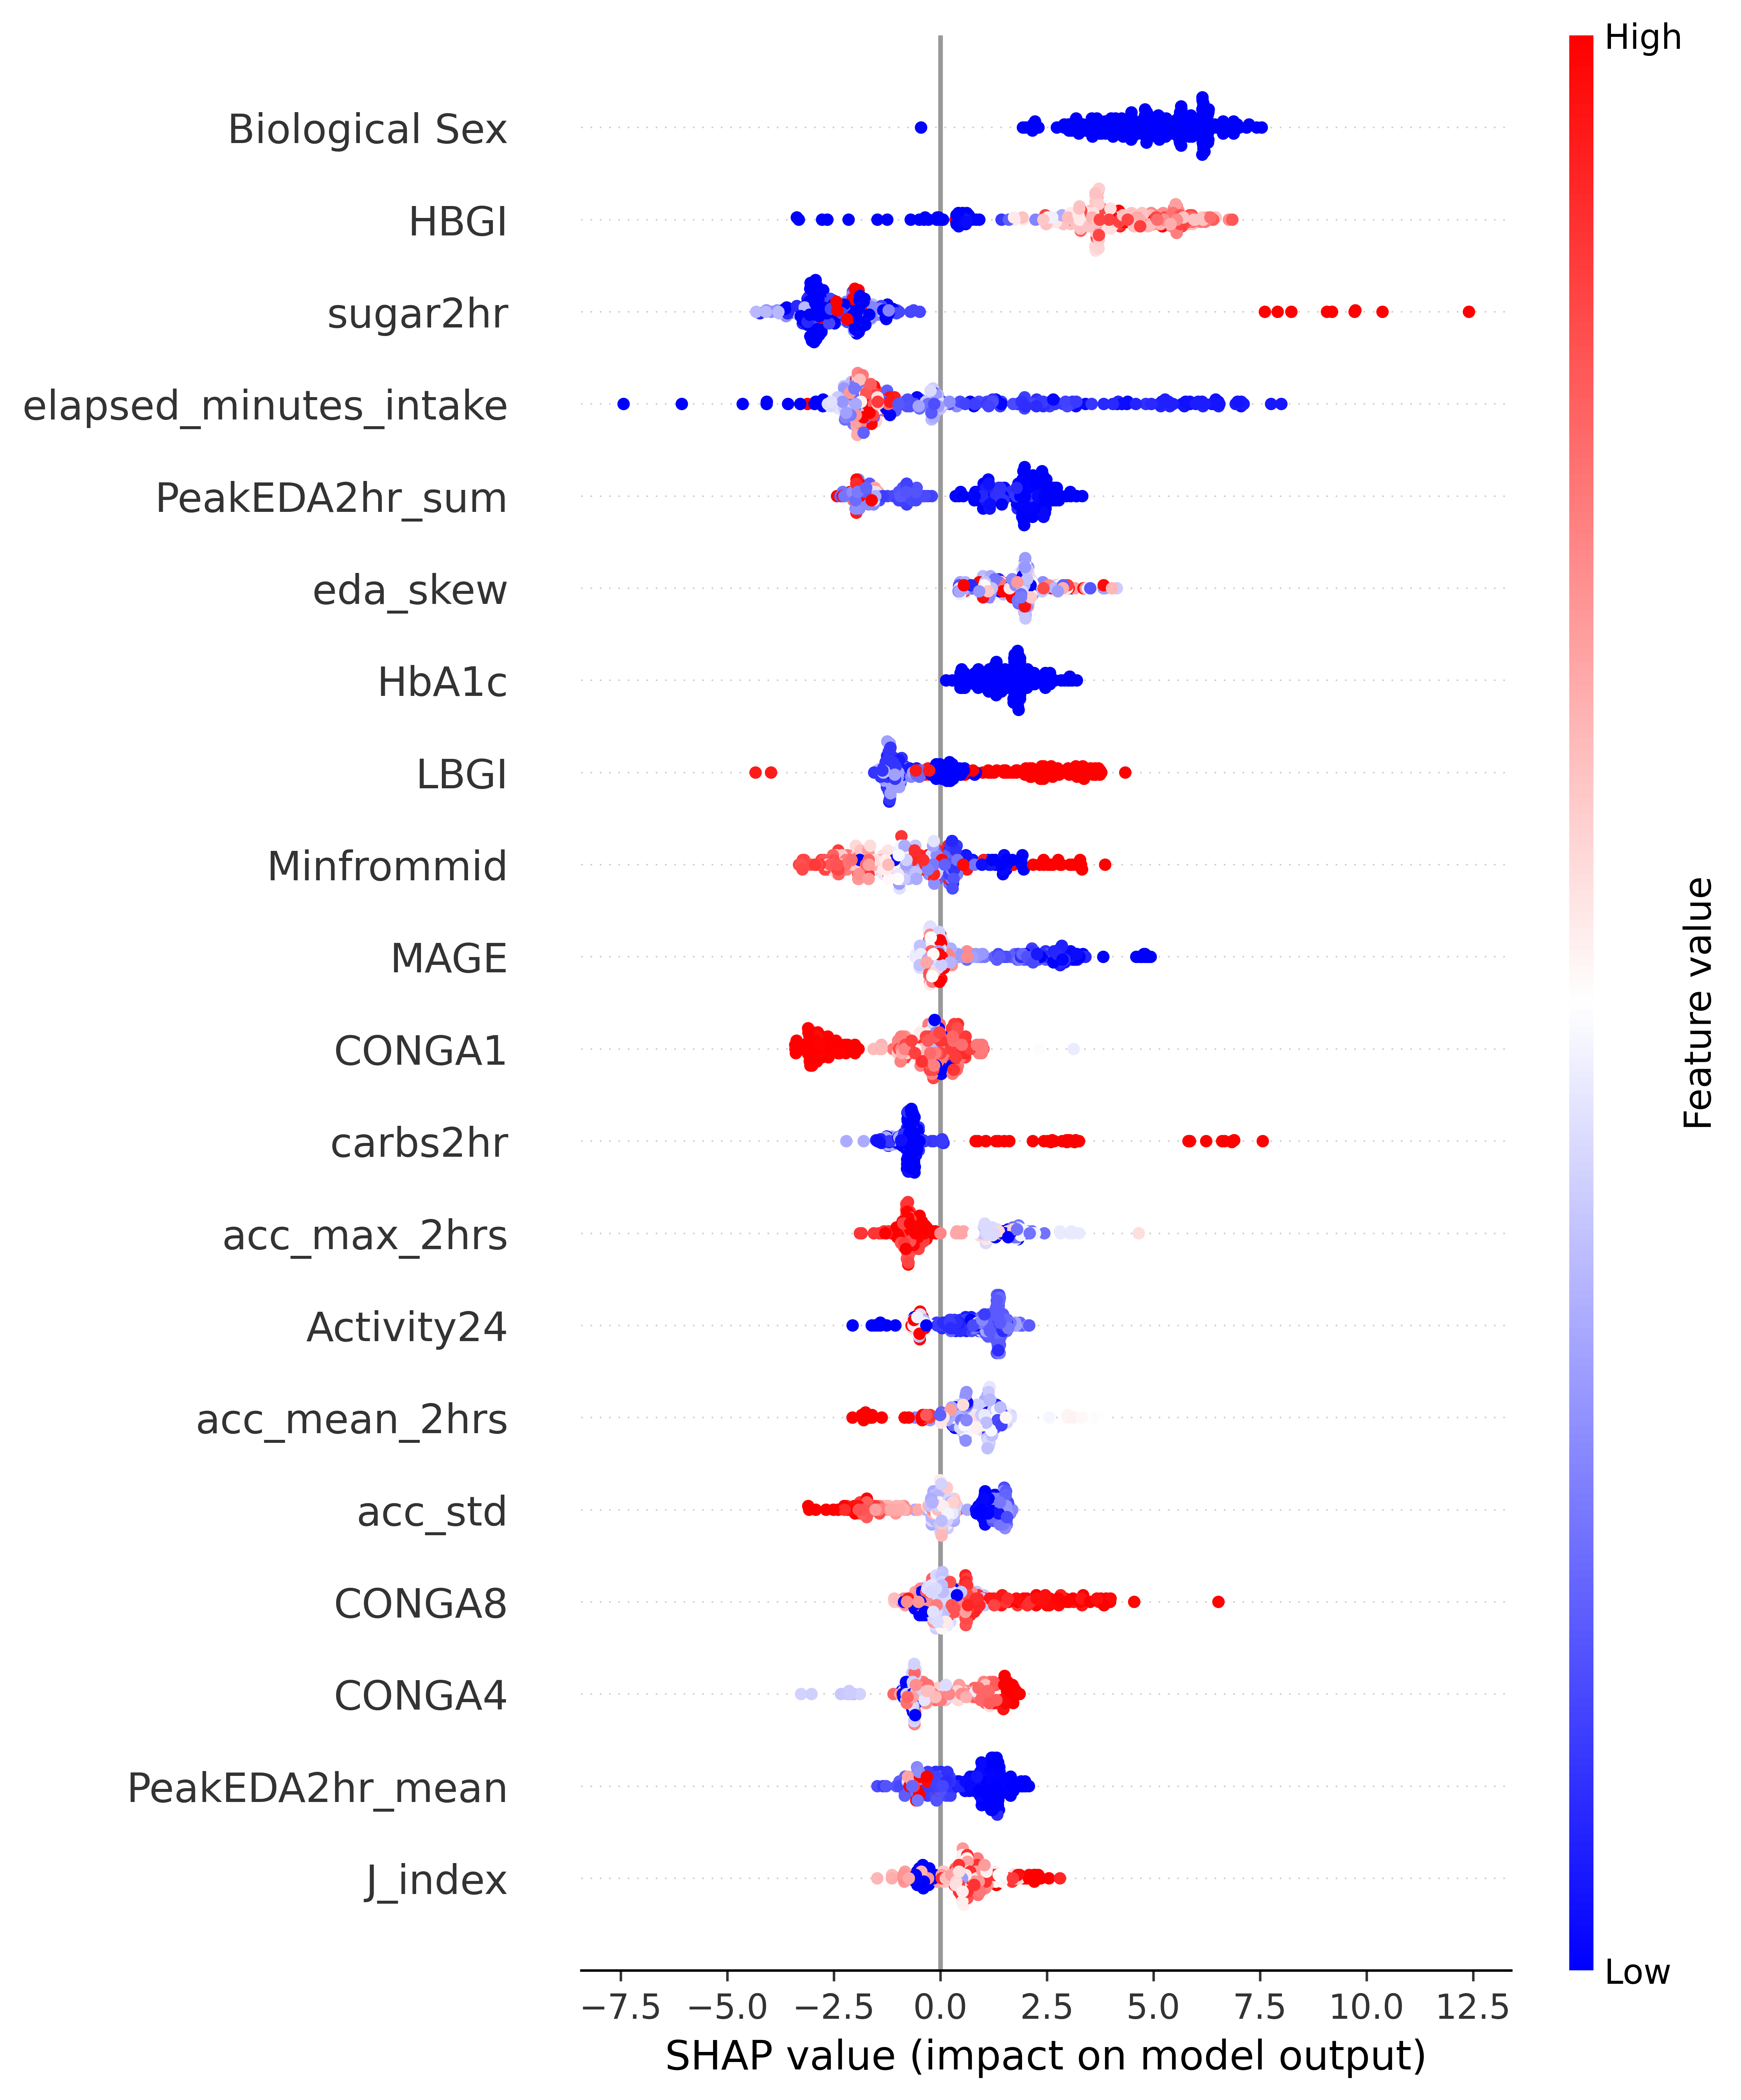 High
Biological Sex
HBGI
sugar2hr
elapsed_minutes_intake
PeakEDA2hr_sum
eda_skew
HbA1c
LBGI
Minfrommid
MAGE
CONGA1
carbs2hr
acc_max_2hrs
Activity24
acc_mean_2hrs
acc_std
CONGA8
CONGA4
PeakEDA2hr_mean
J_index
Feature value
Low
−7.5 −5.0 −2.5 0.0 2.5 5.0 7.5 10.0 12.5
SHAP value (impact on model output)